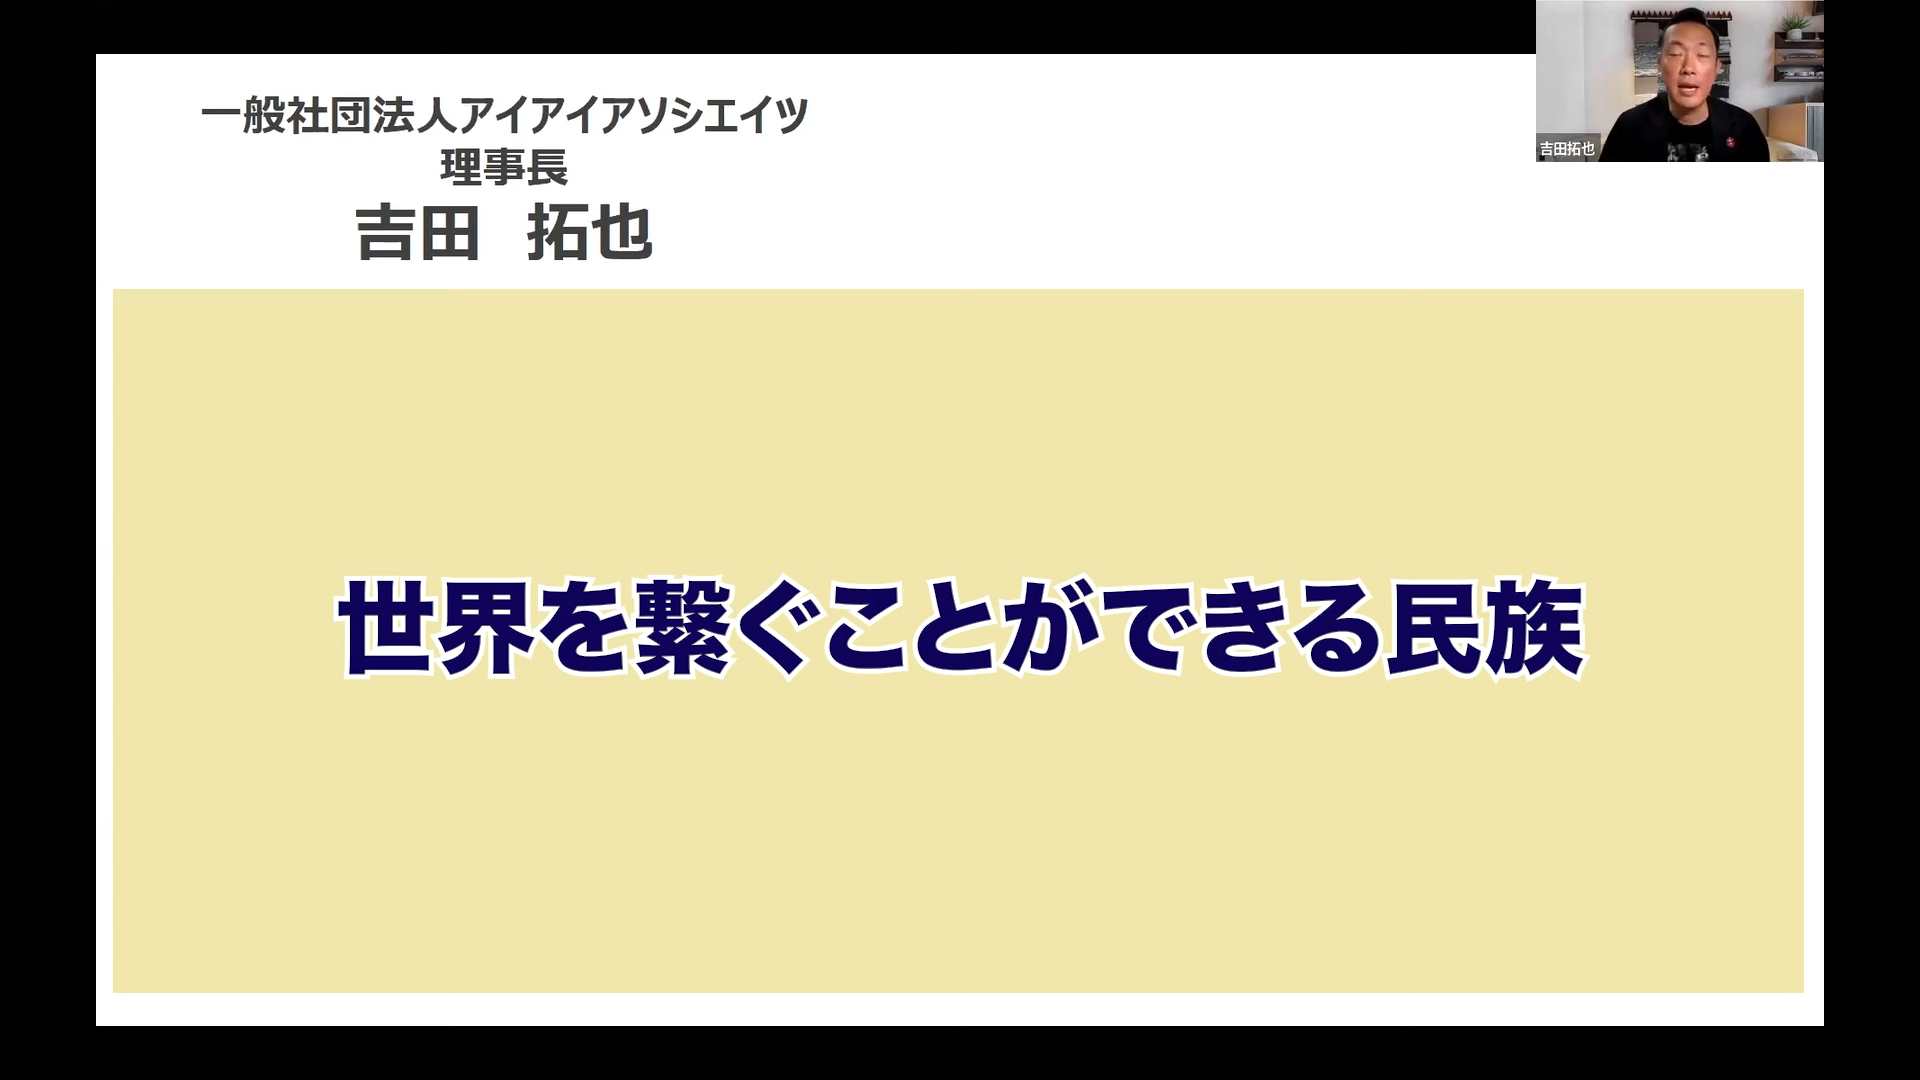 一般社団法人アイアイアソシエイツ
理事長
吉田 拓也
吉田拓也
世界を繋ぐことができる民族